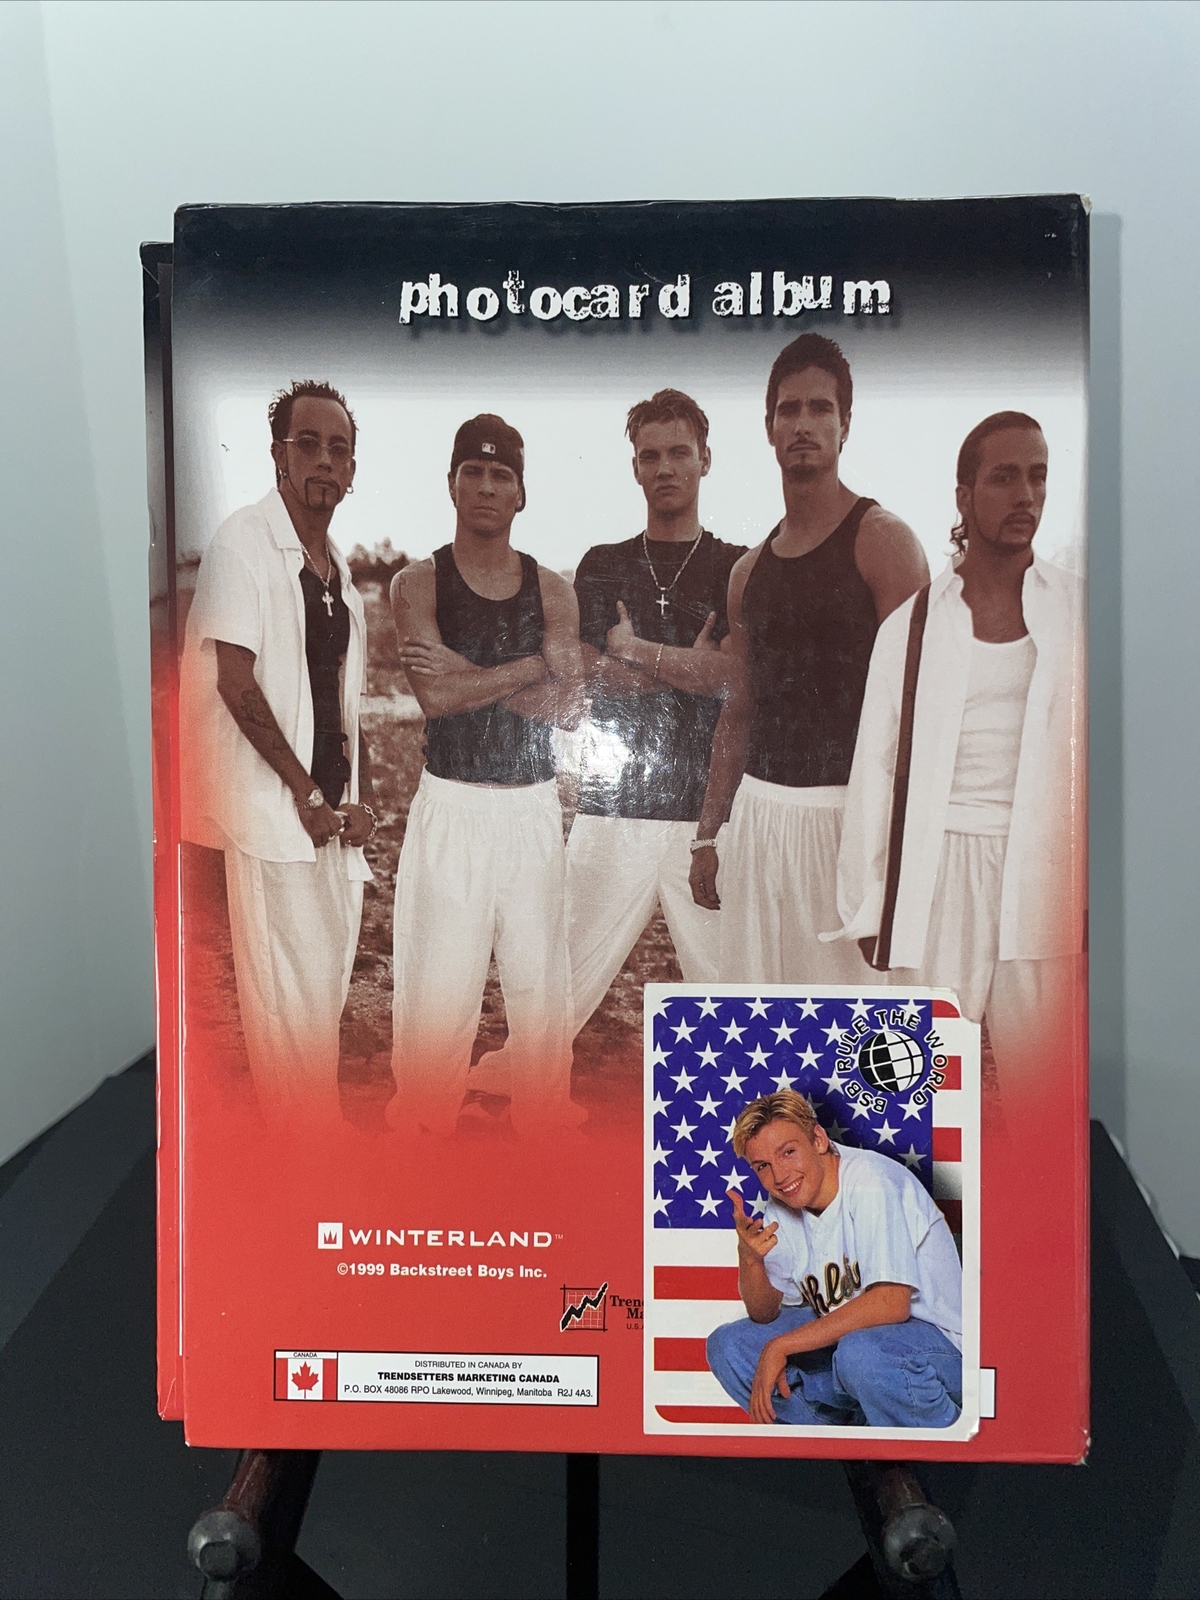 photocard album
BSB RULE THE WORLD
WINTERLAND™
©1999 Backstreet Boys Inc.
CANADA
DISTRIBUTED IN CANADA BY
TRENDSETTERS MARKETING CANADA
P.O. BOX 48086 RPO Lakewood, Winnipeg, Manitoba R2J 4A3.